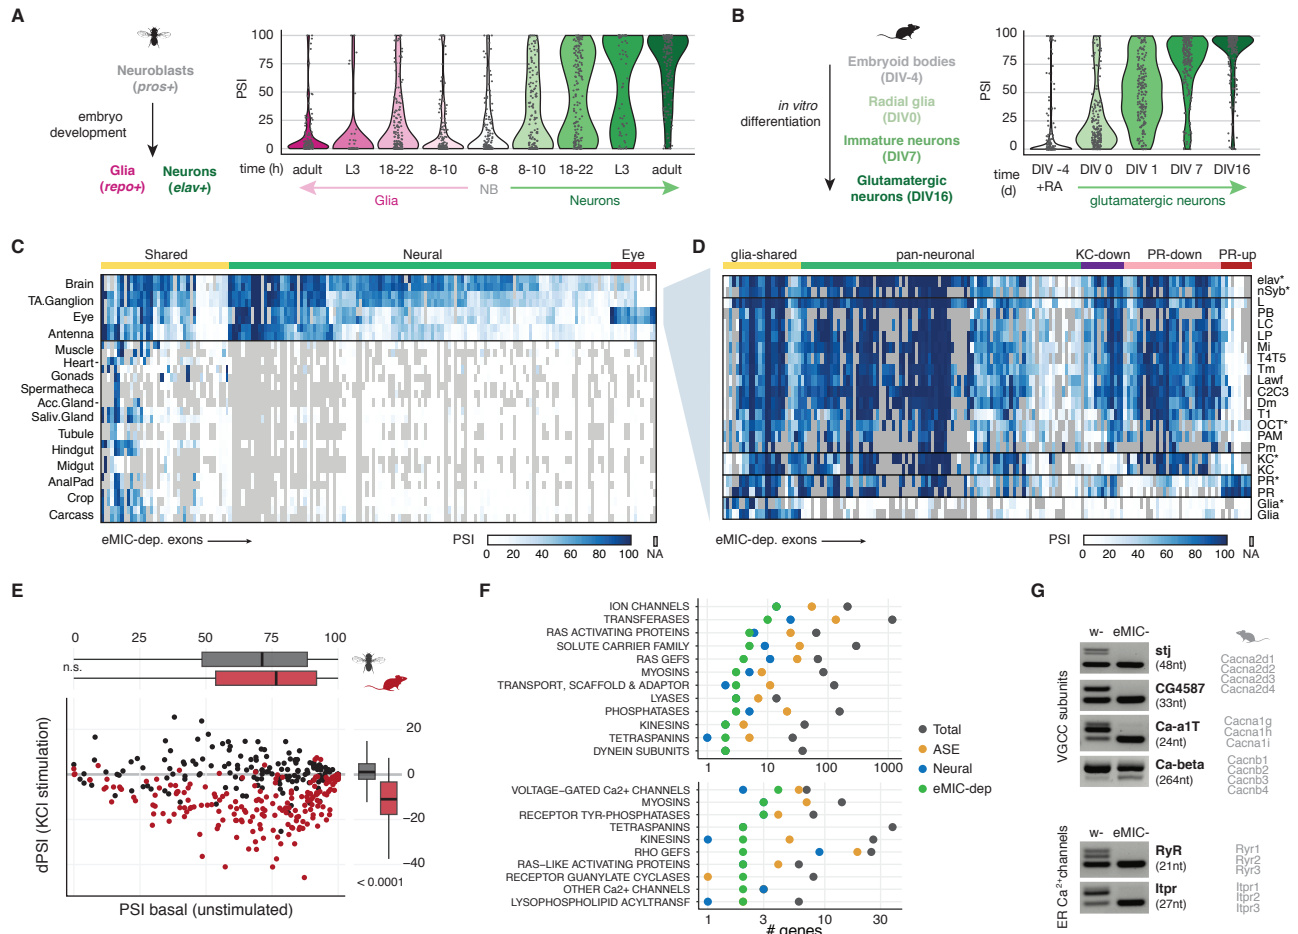 A
Neuroblasts
(pros+)
embryo
development
Glia
(repo+)
Neurons
(elav+)
PSI
100
75
50
25
0
time (h)
adult
L3
18-22
8-10
6-8
8-10
18-22
L3
adult
Glia
NB
Neurons
B
Embryoid bodies
(DIV-4)
in vitro
differentiation
Radial glia
(DIV0)
Immature neurons
(DIV7)
Glutamatergic
neurons (DIV16)
PSI
100
75
50
25
0
time
(d)
DIV -4
+RA
DIV 0
DIV 1
DIV 7
DIV16
glutamatergic neurons
C
Shared
Neural
Eye
Brain
TA.Ganglion
Eye
Antenna
Muscle
Heart
Gonads
Spermatheca
Acc.Gland
Saliv.Gland
Tubule
Hindgut
Midgut
AnalPad
Crop
Carcass
eMIC-dep. exons
PSI
0 20 40 60 80 100
NA
D
glia-shared
pan-neuronal
KC-down
PR-down
PR-up
elav*
nSyb*
L
PB
LC
LP
Mi
T4T5
Tm
Lawf
C2C3
Dm
T1
OCT*
PAM
Pm
KC*
KC
PR*
PR
Glia*
Glia
eMIC-dep. exons
PSI
0 20 40 60 80 100
NA
E
0 25 50 75 100
n.s.
dPSI (KCl stimulation)
20
0
−20
−40
< 0.0001
PSI basal (unstimulated)
F
ION CHANNELS
TRANSFERASES
RAS ACTIVATING PROTEINS
SOLUTE CARRIER FAMILY
RAS GEFS
MYOSINS
TRANSPORT, SCAFFOLD & ADAPTOR
LYASES
PHOSPHATASES
KINESINS
TETRASPANINS
DYNEIN SUBUNITS
1 10 100 1000
Total
ASE
Neural
eMIC-dep
VOLTAGE-GATED Ca2+ CHANNELS
MYOSINS
RECEPTOR TYR-PHOSPHATASES
TETRASPANINS
KINESINS
RHO GEFS
RAS−LIKE ACTIVATING PROTEINS
RECEPTOR GUANYLATE CYCLASES
OTHER Ca2+ CHANNELS
LYSOPHOSPHOLIPID ACYLTRANSF
1 3 10 30
# genes
G
w- eMIC-
VGCC subunits
stj
(48nt)
Cacna2d1
Cacna2d2
Cacna2d3
Cacna2d4
CG4587
(33nt)
Ca-a1T
(24nt)
Cacna1g
Cacna1h
Cacna1i
Ca-beta
(264nt)
Cacnb1
Cacnb2
Cacnb3
Cacnb4
w- eMIC-
ER Ca2+channels
RyR
(21nt)
Ryr1
Ryr2
Ryr3
Itpr
(27nt)
Itpr1
Itpr2
Itpr3